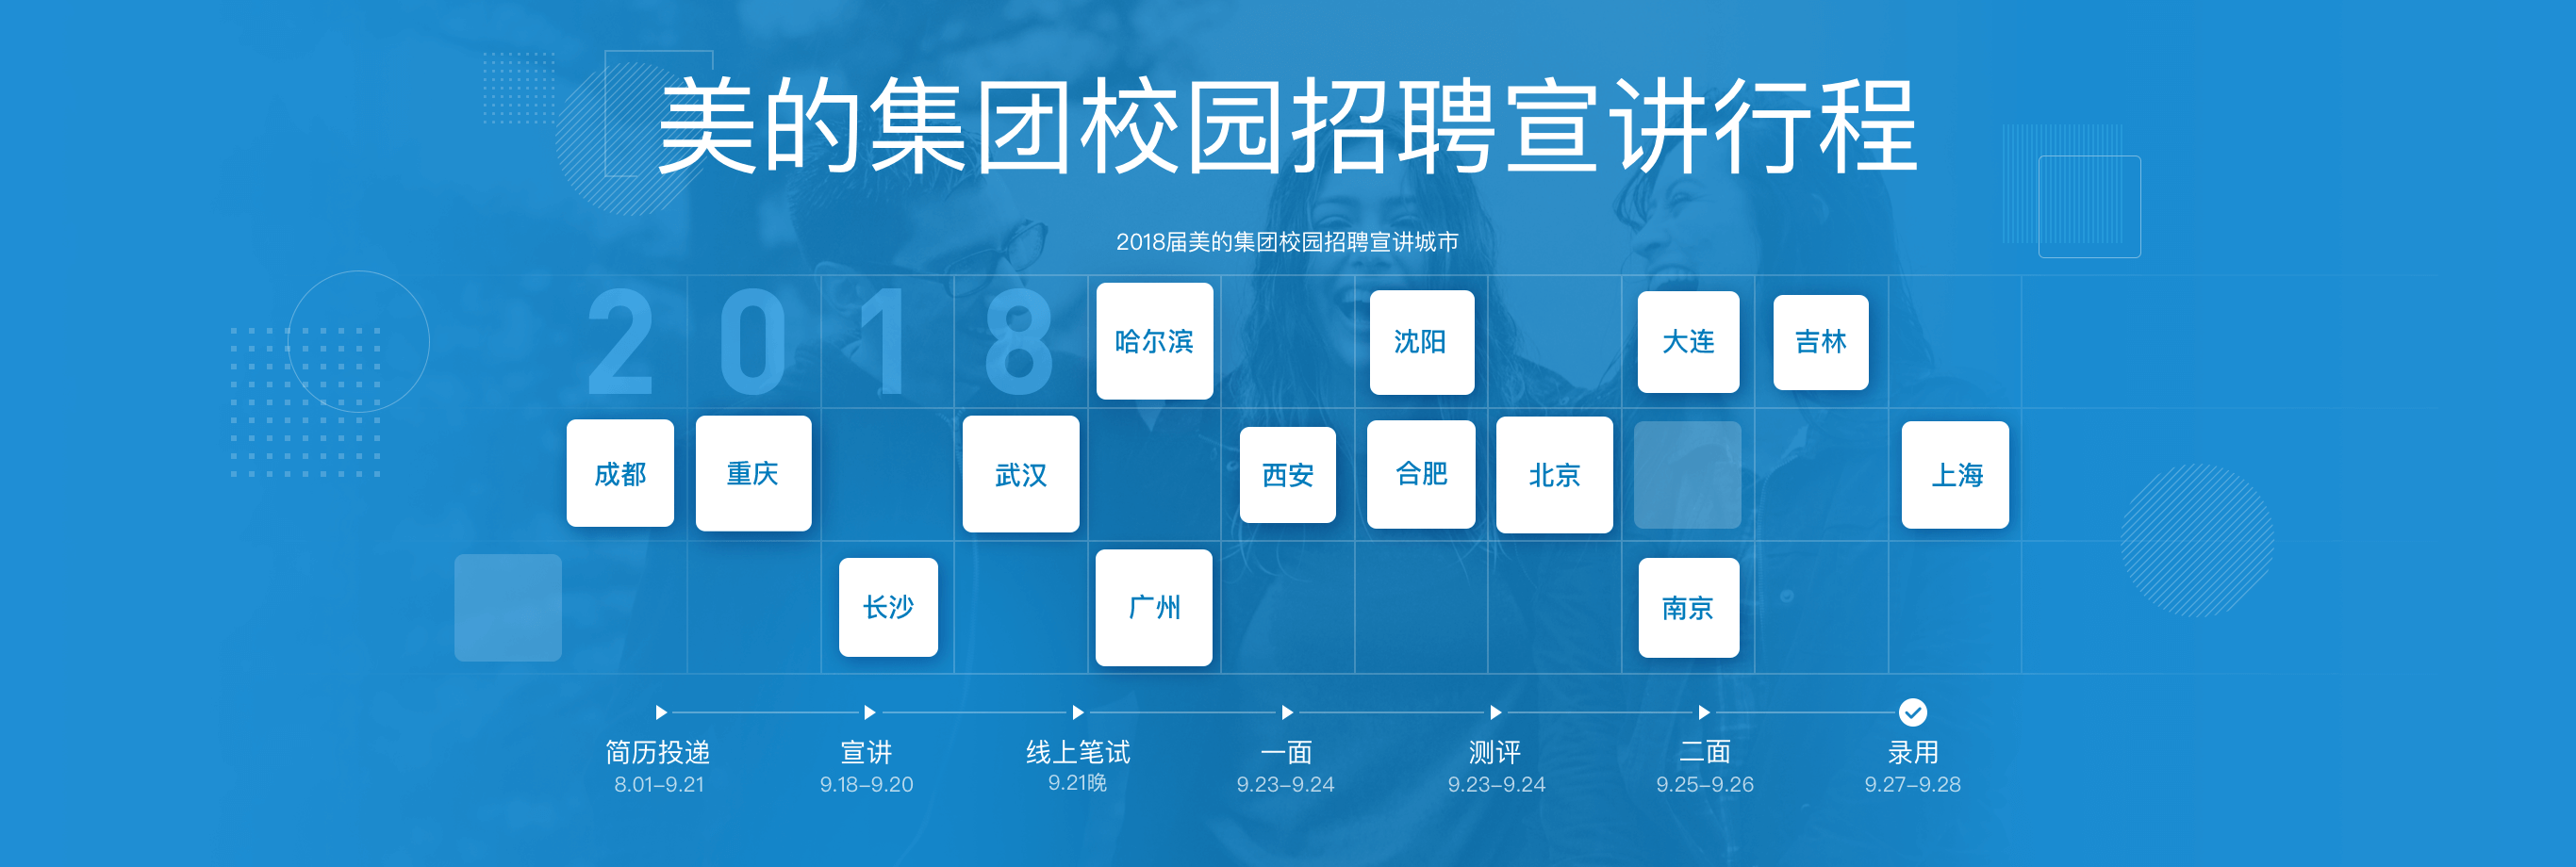 美的集团校园招聘宣讲行程
2018届美的集团校园招聘宣讲城市
2018
哈尔滨
沈阳
大连
吉林
成都
重庆
武汉
西安
合肥
北京
上海
长沙
广州
南京
简历投递
8.01–9.21
宣讲
9.18–9.20
线上笔试
9.21晚
一面
9.23–9.24
测评
9.23–9.24
二面
9.25–9.26
录用
9.27–9.28